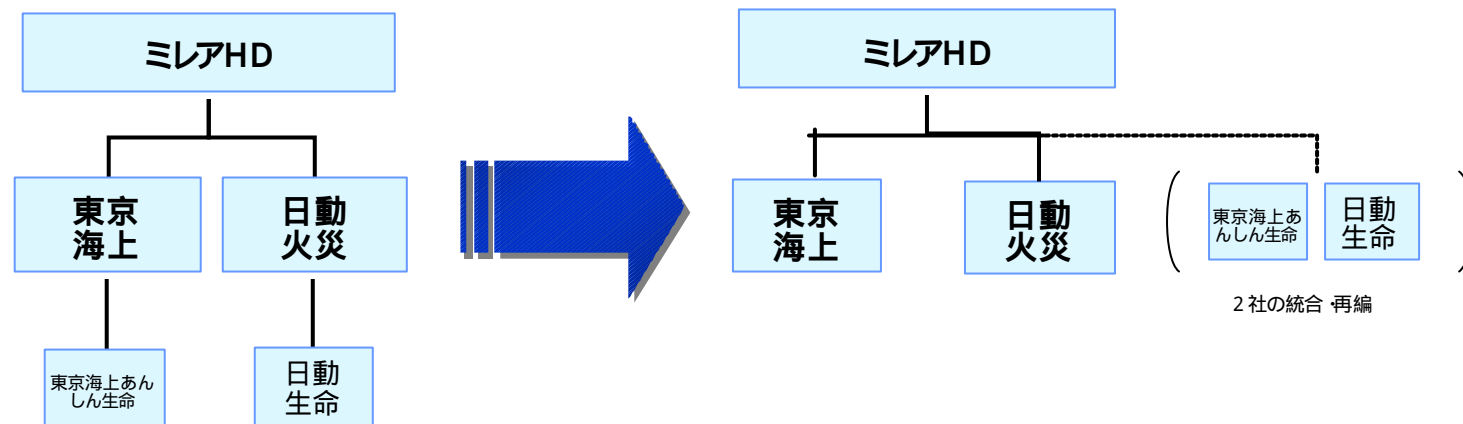 ミレアHD
東京
海上
日動
火災
東京海上あん
しん生命
日動
生命
ミレアHD
東京
海上
日動
火災
(
東京海上あ
んしん生命
日動
生命
)
2社の統合・再編